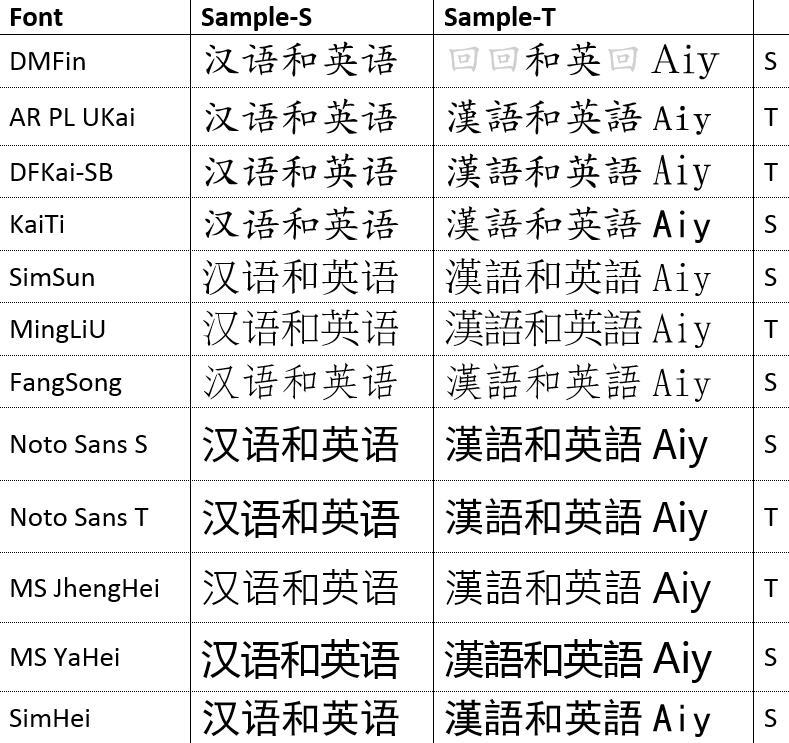 Font Sample-S Sample-T
DMFin 汉语和英语 回回和英回 Aiy S
AR PL UKai 汉语和英语 漢語和英語 Aiy T
DFKai-SB 汉语和英语 漢語和英語 Aiy T
KaiTi 汉语和英语 漢語和英語 Aiy S
SimSun 汉语和英语 漢語和英語 Aiy S
MingLiU 汉语和英语 漢語和英語 Aiy T
FangSong 汉语和英语 漢語和英語 Aiy S
Noto Sans S 汉语和英语 漢語和英語 Aiy S
Noto Sans T 汉语和英语 漢語和英語 Aiy T
MS JhengHei 汉语和英语 漢語和英語 Aiy T
MS YaHei 汉语和英语 漢語和英語 Aiy S
SimHei 汉语和英语 漢語和英語 Aiy S